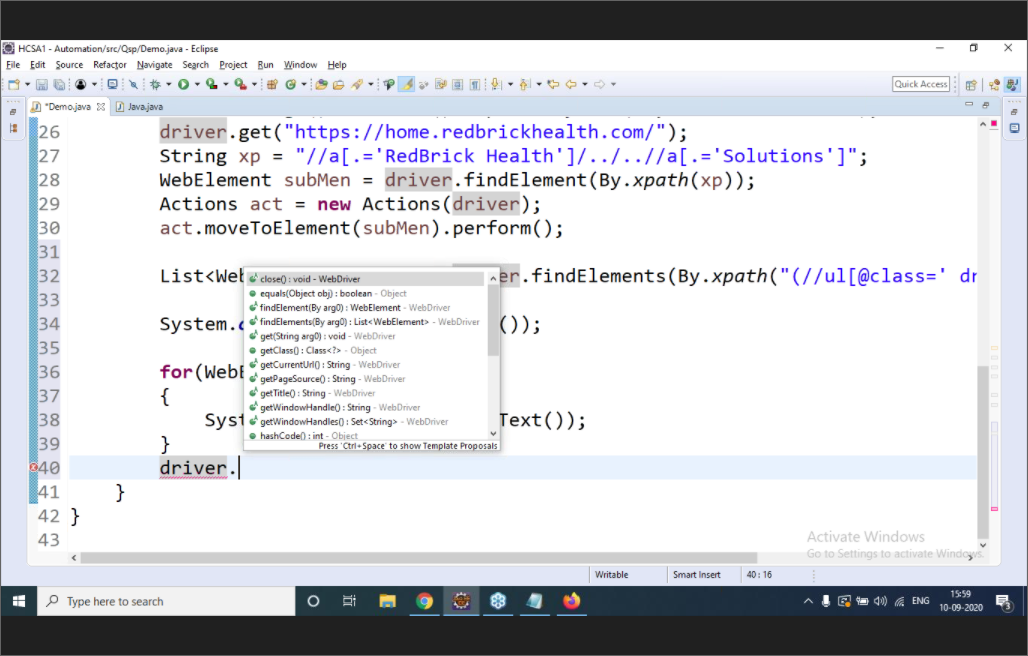 HCSA1 - Automation/src/Qsp/Demo.java - Eclipse
File Edit Source Refactor Navigate Search Project Run Window Help
Quick Access
*Demo.java Java.java
26 driver.get("https://home.redbrickhealth.com/");
27 String xp = "//a[.='RedBrick Health']/../..//a[.='Solutions']";
28 WebElement subMen = driver.findElement(By.xpath(xp));
29 Actions act = new Actions(driver);
30 act.moveToElement(subMen).perform();
31
32 List<Web er.findElements(By.xpath("(//ul[@class=' dr
33
34 System. ());
35
36 for(WebE
37 {
38 Syst Text());
39 }
40 driver.
41 }
42 }
43
close() : void - WebDriver
equals(Object obj) : boolean - Object
findElement(By arg0) : WebElement - WebDriver
findElements(By arg0) : List<WebElement> - WebDriver
get(String arg0) : void - WebDriver
getClass() : Class<?> - Object
getCurrentUrl() : String - WebDriver
getPageSource() : String - WebDriver
getTitle() : String - WebDriver
getWindowHandle() : String - WebDriver
getWindowHandles() : Set<String> - WebDriver
hashCode() : int - Object
Press 'Ctrl+Space' to show Template Proposals
Activate Windows
Go to Settings to activate Windows.
Writable Smart Insert 40 : 16
Type here to search
ENG
15:59
10-09-2020
3